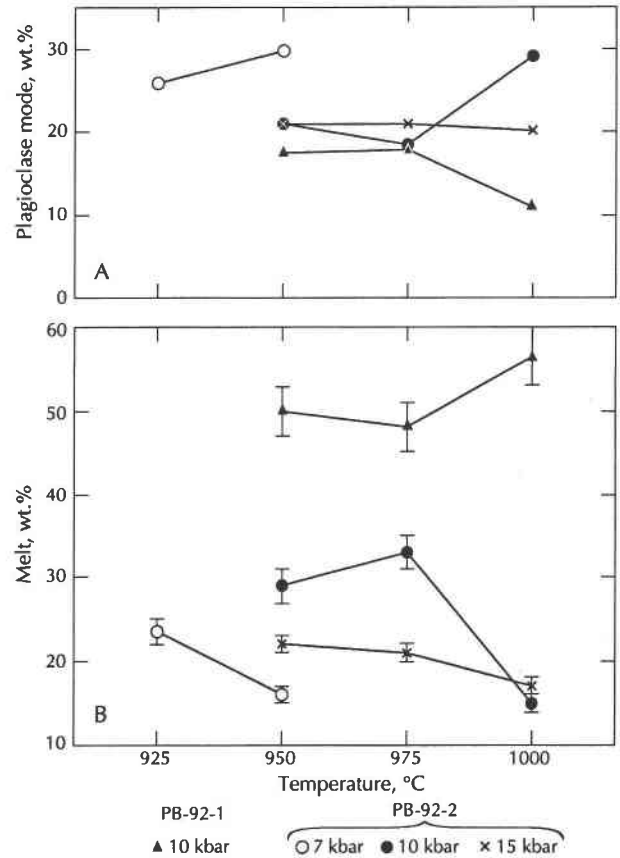 Plagioclase mode, wt.%
30
20
10
0
A
Melt, wt.%
60
50
40
30
20
10
B
925 950 975 1000
Temperature, °C
PB-92-1 PB-92-2
▲ 10 kbar ○ 7 kbar ● 10 kbar × 15 kbar